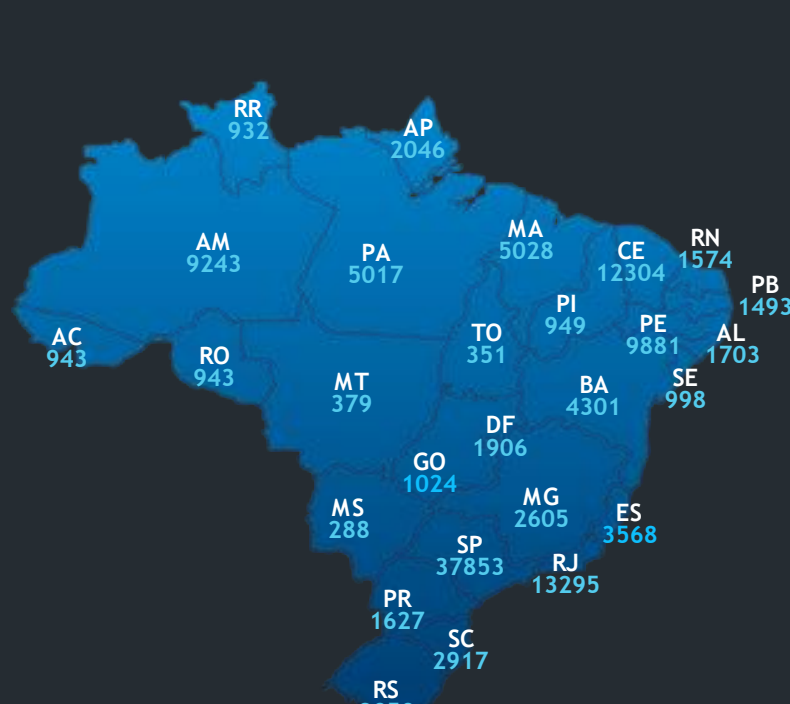 RR
932
AP
2046
AM
9243
PA
5017
MA
5028
CE
12304
RN
1574
PB
1493
PI
949
PE
9881
AL
1703
AC
943
RO
943
TO
351
MT
379
BA
4301
SE
998
DF
1906
GO
1024
MG
2605
MS
288
ES
3568
SP
37853
RJ
13295
PR
1627
SC
2917
RS